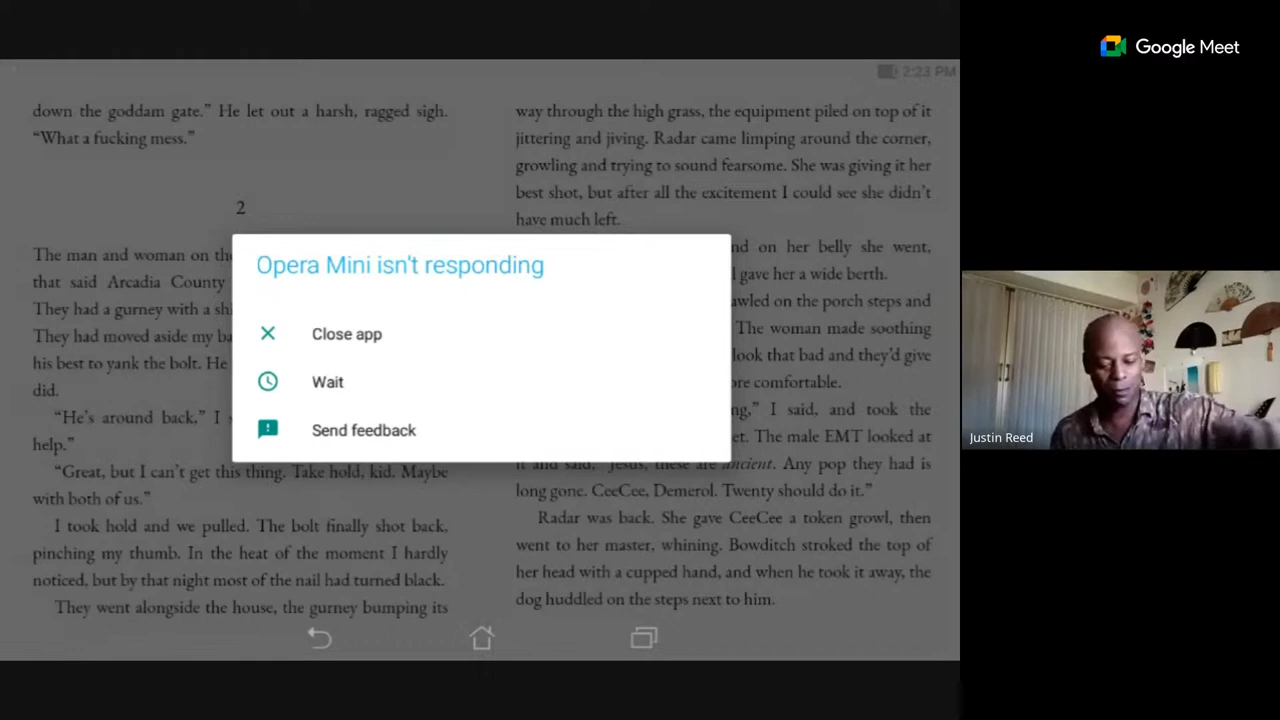 Google Meet
2:23 PM
down the goddam gate.” He let out a harsh, ragged sigh.
“What a fucking mess.”
2
The man and woman on the
that said Arcadia County
They had a gurney with a sh
They had moved aside my ba
his best to yank the bolt. He
did.
“He’s around back,” I s
help.”
“Great, but I can’t get this thing. Take hold, kid. Maybe
with both of us.”
I took hold and we pulled. The bolt finally shot back,
pinching my thumb. In the heat of the moment I hardly
noticed, but by that night most of the nail had turned black.
They went alongside the house, the gurney bumping its
way through the high grass, the equipment piled on top of it
jittering and jiving. Radar came limping around the corner,
growling and trying to sound fearsome. She was giving it her
best shot, but after all the excitement I could see she didn’t
have much left.
nd on her belly she went,
I gave her a wide berth.
awled on the porch steps and
The woman made soothing
look that bad and they’d give
ore comfortable.
ng,” I said, and took the
et. The male EMT looked at
it and said, “Jesus, these are ancient. Any pop they had is
long gone. CeeCee, Demerol. Twenty should do it.”
Radar was back. She gave CeeCee a token growl, then
went to her master, whining. Bowditch stroked the top of
her head with a cupped hand, and when he took it away, the
dog huddled on the steps next to him.
Opera Mini isn't responding
Close app
Wait
Send feedback
Justin Reed